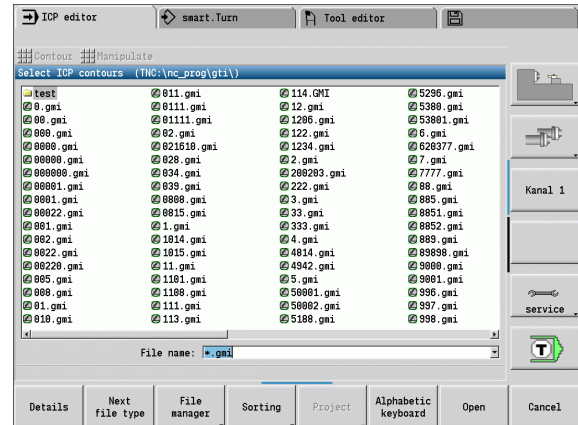 ICP editor
smart.Turn
Tool editor
Contour Manipulate
Select ICP contours (TNC:\nc_prog\gti\)
test 011.gmi 114.GMI 5296.gmi
0.gmi 0111.gmi 12.gmi 5380.gmi
00.gmi 01111.gmi 1206.gmi 53801.gmi
000.gmi 02.gmi 122.gmi 6.gmi
0000.gmi 021610.gmi 1234.gmi 620377.gmi
00000.gmi 028.gmi 2.gmi 7.gmi
000000.gmi 034.gmi 200203.gmi 7777.gmi
00001.gmi 039.gmi 222.gmi 88.gmi
0001.gmi 0808.gmi 3.gmi 885.gmi
00022.gmi 0815.gmi 33.gmi 8851.gmi
001.gmi 1.gmi 333.gmi 8852.gmi
002.gmi 1014.gmi 4.gmi 889.gmi
0022.gmi 1015.gmi 4814.gmi 89898.gmi
00220.gmi 11.gmi 4942.gmi 9000.gmi
005.gmi 1101.gmi 5.gmi 9001.gmi
008.gmi 1108.gmi 50001.gmi 996.gmi
01.gmi 111.gmi 50002.gmi 997.gmi
010.gmi 113.gmi 5108.gmi 998.gmi
File name: *.gmi
Kanal 1
service
T
Details
Next
file type
File
manager
Sorting
Project
Alphabetic
keyboard
Open
Cancel